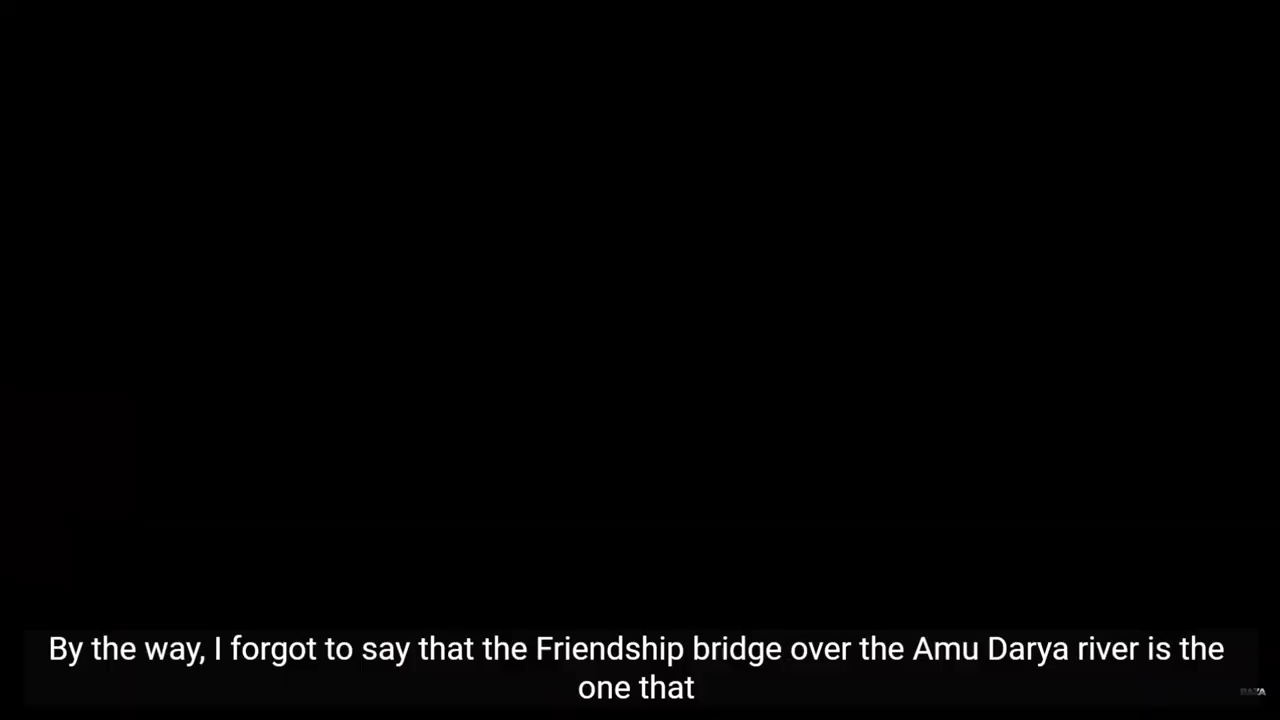 By the way, I forgot to say that the Friendship bridge over the Amu Darya river is the
one that